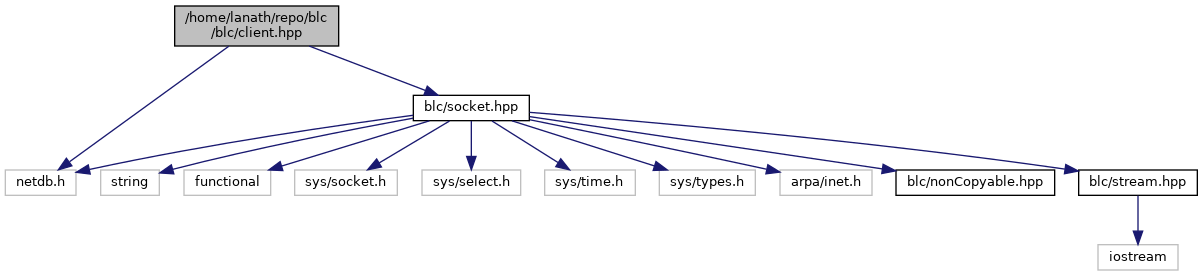 /home/lanath/repo/blc
/blc/client.hpp
blc/socket.hpp
netdb.h
string
functional
sys/socket.h
sys/select.h
sys/time.h
sys/types.h
arpa/inet.h
blc/nonCopyable.hpp
blc/stream.hpp
iostream